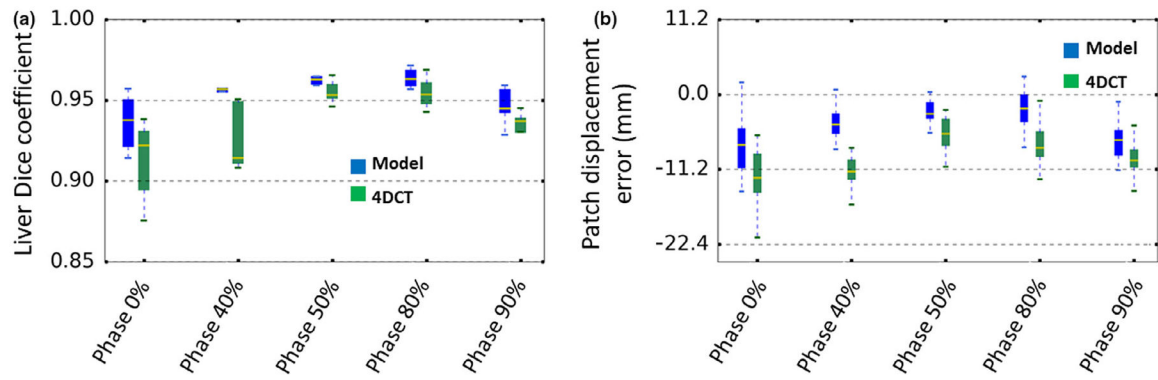 (a)
Liver Dice coefficient
1.00
0.95
0.90
0.85
Model
4DCT
Phase 0%
Phase 40%
Phase 50%
Phase 80%
Phase 90%
(b)
Patch displacement
error (mm)
11.2
0.0
-11.2
-22.4
Model
4DCT
Phase 0%
Phase 40%
Phase 50%
Phase 80%
Phase 90%